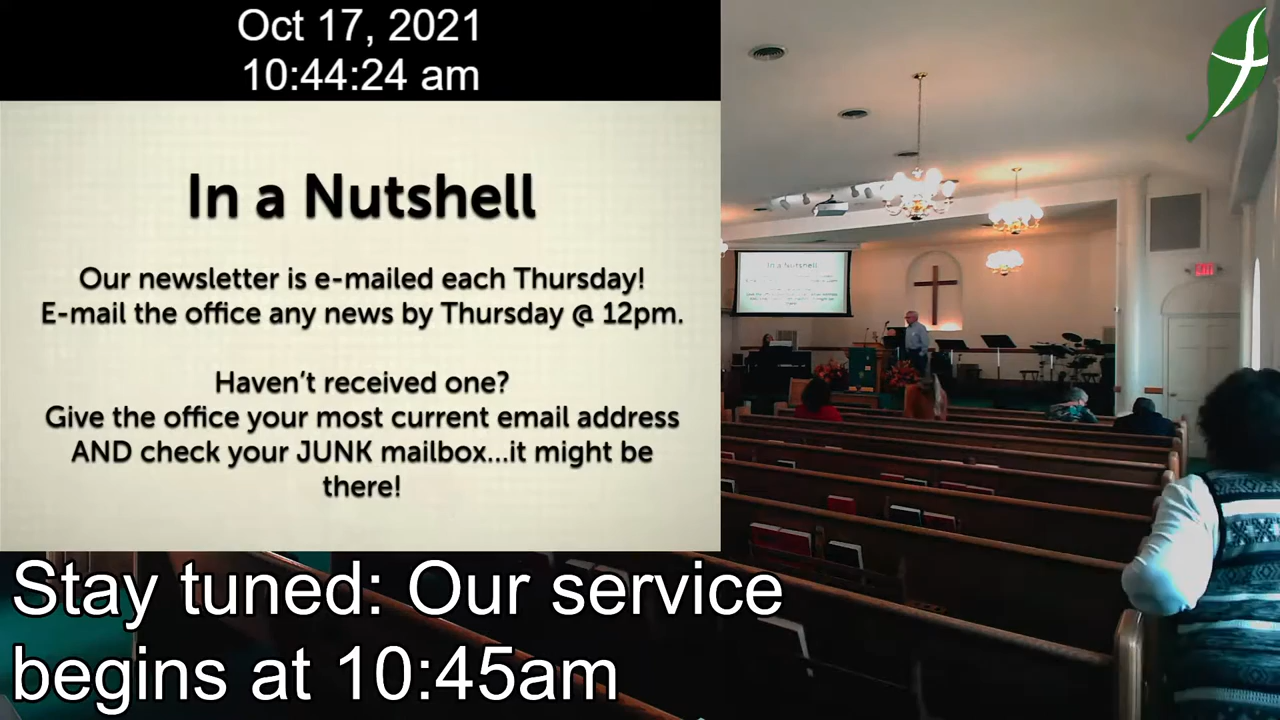 Oct 17, 2021
10:44:24 am
In a Nutshell
Our newsletter is e-mailed each Thursday!
E-mail the office any news by Thursday @ 12pm.
Haven't received one?
Give the office your most current email address
AND check your JUNK mailbox...it might be
there!
In a Nutshell
Stay tuned: Our service
begins at 10:45am